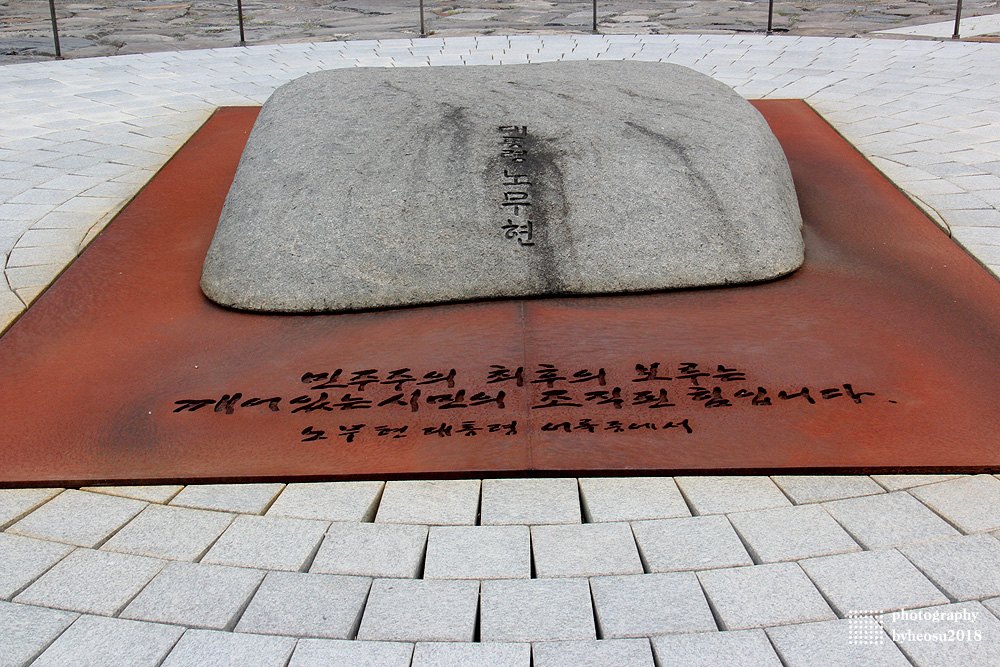 대통령 노무현
민주주의 최후의 보루는
깨어있는 시민의 조직된 힘입니다.
노무현 대통령 어록중에서
photography
byheosu2018